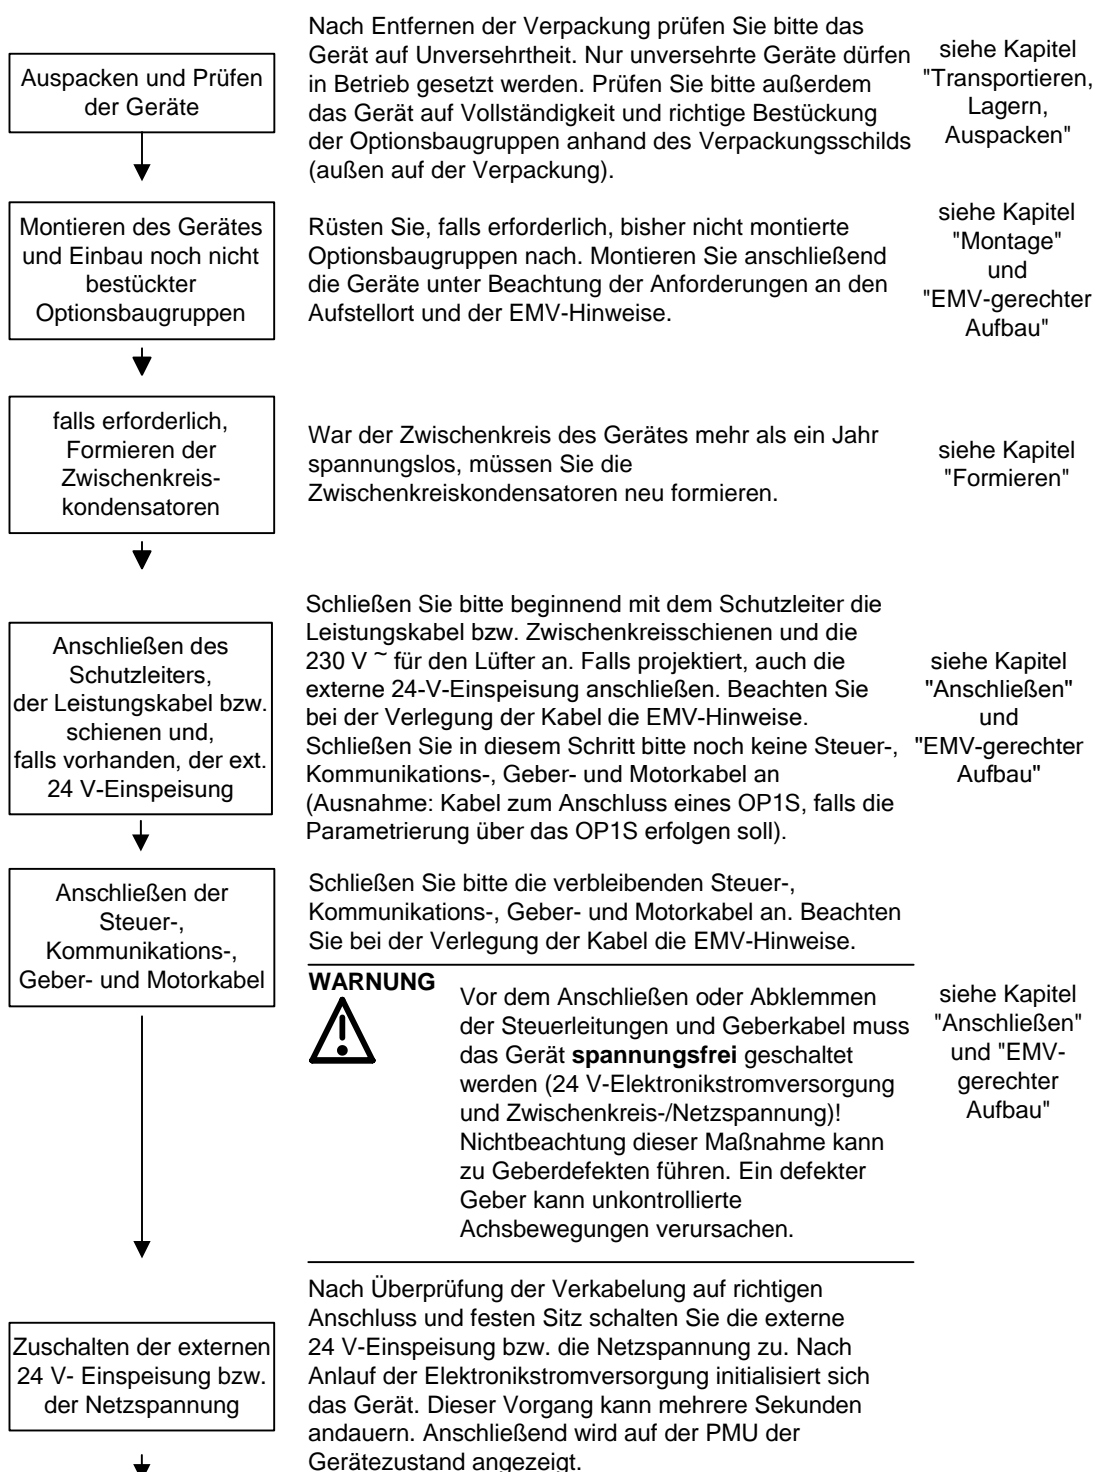 Auspacken und Prüfen
der Geräte
Nach Entfernen der Verpackung prüfen Sie bitte das
Gerät auf Unversehrtheit. Nur unversehrte Geräte dürfen
in Betrieb gesetzt werden. Prüfen Sie bitte außerdem
das Gerät auf Vollständigkeit und richtige Bestückung
der Optionsbaugruppen anhand des Verpackungsschilds
(außen auf der Verpackung).
siehe Kapitel
"Transportieren,
Lagern,
Auspacken"
Montieren des Gerätes
und Einbau noch nicht
bestückter
Optionsbaugruppen
Rüsten Sie, falls erforderlich, bisher nicht montierte
Optionsbaugruppen nach. Montieren Sie anschließend
die Geräte unter Beachtung der Anforderungen an den
Aufstellort und der EMV-Hinweise.
siehe Kapitel
"Montage"
und
"EMV-gerechter
Aufbau"
falls erforderlich,
Formieren der
Zwischenkreis-
kondensatoren
War der Zwischenkreis des Gerätes mehr als ein Jahr
spannungslos, müssen Sie die
Zwischenkreiskondensatoren neu formieren.
siehe Kapitel
"Formieren"
Anschließen des
Schutzleiters,
der Leistungskabel bzw.
schienen und,
falls vorhanden, der ext.
24 V-Einspeisung
Schließen Sie bitte beginnend mit dem Schutzleiter die
Leistungskabel bzw. Zwischenkreisschienen und die
230 V ~ für den Lüfter an. Falls projektiert, auch die
externe 24-V-Einspeisung anschließen. Beachten Sie
bei der Verlegung der Kabel die EMV-Hinweise.
Schließen Sie in diesem Schritt bitte noch keine Steuer-,
Kommunikations-, Geber- und Motorkabel an
(Ausnahme: Kabel zum Anschluss eines OP1S, falls die
Parametrierung über das OP1S erfolgen soll).
siehe Kapitel
"Anschließen"
und
"EMV-gerechter
Aufbau"
Anschließen der
Steuer-,
Kommunikations-,
Geber- und Motorkabel
Schließen Sie bitte die verbleibenden Steuer-,
Kommunikations-, Geber- und Motorkabel an. Beachten
Sie bei der Verlegung der Kabel die EMV-Hinweise.
WARNUNG
Vor dem Anschließen oder Abklemmen
der Steuerleitungen und Geberkabel muss
das Gerät spannungsfrei geschaltet
werden (24 V-Elektronikstromversorgung
und Zwischenkreis-/Netzspannung)!
Nichtbeachtung dieser Maßnahme kann
zu Geberdefekten führen. Ein defekter
Geber kann unkontrollierte
Achsbewegungen verursachen.
siehe Kapitel
"Anschließen"
und "EMV-
gerechter
Aufbau"
Zuschalten der externen
24 V- Einspeisung bzw.
der Netzspannung
Nach Überprüfung der Verkabelung auf richtigen
Anschluss und festen Sitz schalten Sie die externe
24 V-Einspeisung bzw. die Netzspannung zu. Nach
Anlauf der Elektronikstromversorgung initialisiert sich
das Gerät. Dieser Vorgang kann mehrere Sekunden
andauern. Anschließend wird auf der PMU der
Gerätezustand angezeigt.